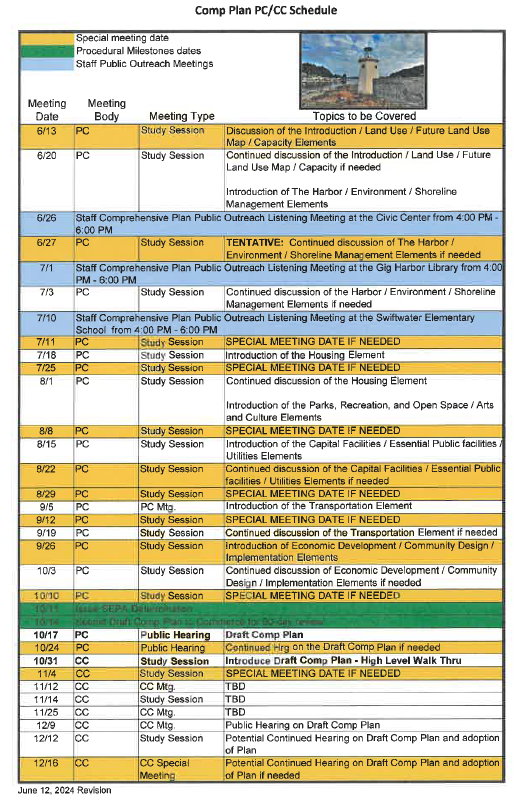 Comp Plan PC/CC Schedule
Special meeting date
Procedural Milestones dates
Staff Public Outreach Meetings
Meeting Date Meeting Body Meeting Type Topics to be Covered
6/13 PC Study Session Discussion of the Introduction / Land Use / Future Land Use
Map / Capacity Elements
6/20 PC Study Session Continued discussion of the Introduction / Land Use / Future
Land Use Map / Capacity if needed
Introduction of The Harbor / Environment / Shoreline
Management Elements
6/26 Staff Comprehensive Plan Public Outreach Listening Meeting at the Civic Center from 4:00 PM -
6:00 PM
6/27 PC Study Session TENTATIVE: Continued discussion of The Harbor /
Environment / Shoreline Management Elements if needed
7/1 Staff Comprehensive Plan Public Outreach Listening Meeting at the Gig Harbor Library from 4:00
PM - 6:00 PM
7/3 PC Study Session Continued discussion of the Harbor / Environment / Shoreline
Management Elements if needed
7/10 Staff Comprehensive Plan Public Outreach Listening Meeting at the Swiftwater Elementary
School from 4:00 PM - 6:00 PM
7/11 PC Study Session SPECIAL MEETING DATE IF NEEDED
7/18 PC Study Session Introduction of the Housing Element
7/25 PC Study Session SPECIAL MEETING DATE IF NEEDED
8/1 PC Study Session Continued discussion of the Housing Element
Introduction of the Parks, Recreation, and Open Space / Arts
and Culture Elements
8/8 PC Study Session SPECIAL MEETING DATE IF NEEDED
8/15 PC Study Session Introduction of the Capital Facilities / Essential Public facilities /
Utilities Elements
8/22 PC Study Session Continued discussion of the Capital Facilities / Essential Public
facilities / Utilities Elements if needed
8/29 PC Study Session SPECIAL MEETING DATE IF NEEDED
9/5 PC PC Mtg. Introduction of the Transportation Element
9/12 PC Study Session SPECIAL MEETING DATE IF NEEDED
9/19 PC Study Session Continued discussion of the Transportation Element if needed
9/26 PC Study Session Introduction of Economic Development / Community Design /
Implementation Elements
10/3 PC Study Session Continued discussion of Economic Development / Community
Design / Implementation Elements if needed
10/10 PC Study Session SPECIAL MEETING DATE IF NEEDED
10/11 Issue SEPA Determination
10/14 Submit Draft Comp Plan to Commerce for 60-day review
10/17 PC Public Hearing Draft Comp Plan
10/24 PC Public Hearing Continued Hrg on the Draft Comp Plan if needed
10/31 CC Study Session Introduce Draft Comp Plan - High Level Walk Thru
11/4 CC Study Session SPECIAL MEETING DATE IF NEEDED
11/12 CC CC Mtg. TBD
11/14 CC Study Session TBD
11/25 CC CC Mtg. TBD
12/9 CC CC Mtg. Public Hearing on Draft Comp Plan
12/12 CC Study Session Potential Continued Hearing on Draft Comp Plan and adoption
of Plan
12/16 CC CC Special Meeting Potential Continued Hearing on Draft Comp Plan and adoption
of Plan if needed
June 12, 2024 Revision